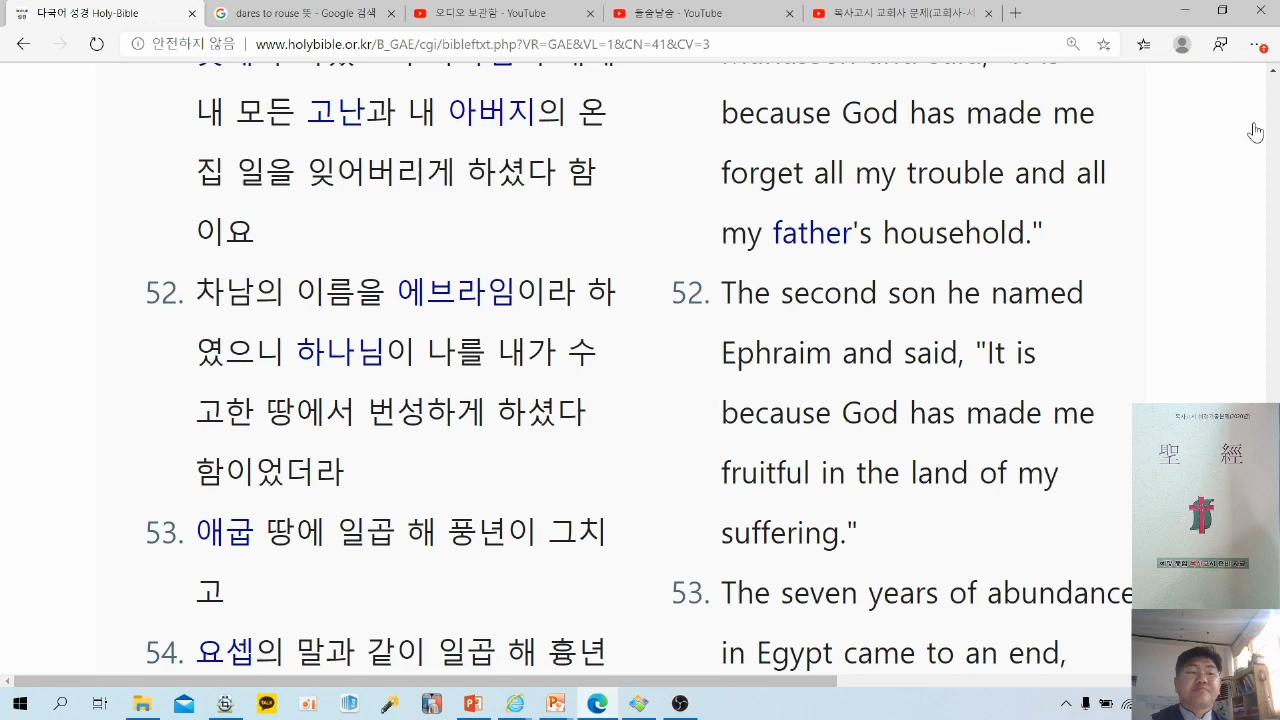 다국어 성경 Holy-Bible
dares to rouse 뜻 - Google 검색
오디오 보관함 - YouTube
들숨날숨 - YouTube
목사고시 교회사 문제(교회사-서
안전하지 않음
www.holybible.or.kr/B_GAE/cgi/bibleftxt.php?VR=GAE&VL=1&CN=41&CV=3
내 모든 고난과 내 아버지의 온
집 일을 잊어버리게 하셨다 함
이요
52. 차남의 이름을 에브라임이라 하
였으니 하나님이 나를 내가 수
고한 땅에서 번성하게 하셨다
함이었더라
53. 애굽 땅에 일곱 해 풍년이 그치
고
54. 요셉의 말과 같이 일곱 해 흉년
because God has made me
forget all my trouble and all
my father's household."
52. The second son he named
Ephraim and said, "It is
because God has made me
fruitful in the land of my
suffering."
53. The seven years of abundance
in Egypt came to an end,
聖 經